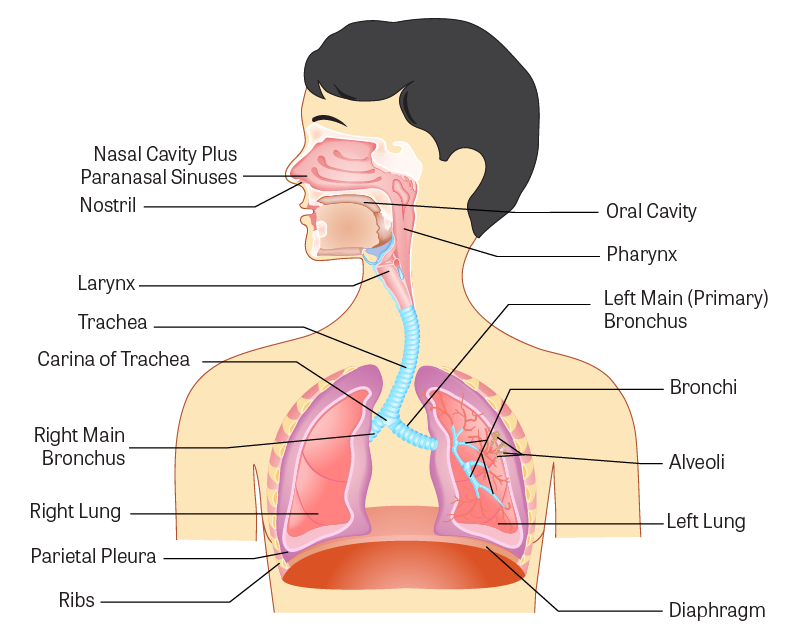 Nasal Cavity Plus
Paranasal Sinuses
Nostril
Larynx
Trachea
Carina of Trachea
Right Main
Bronchus
Right Lung
Parietal Pleura
Ribs
Oral Cavity
Pharynx
Left Main (Primary)
Bronchus
Bronchi
Alveoli
Left Lung
Diaphragm